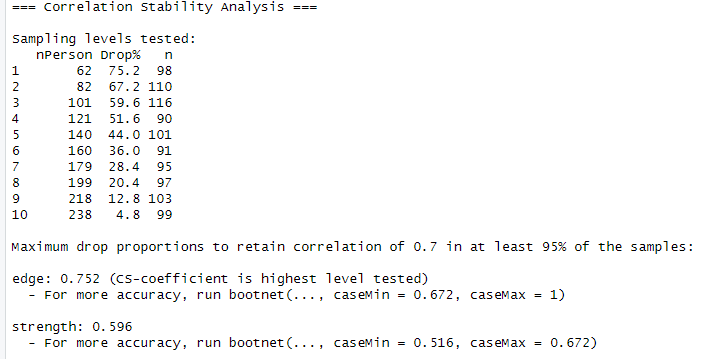 === Correlation Stability Analysis ===
Sampling levels tested:
nPerson Drop% n
1 62 75.2 98
2 82 67.2 110
3 101 59.6 116
4 121 51.6 90
5 140 44.0 101
6 160 36.0 91
7 179 28.4 95
8 199 20.4 97
9 218 12.8 103
10 238 4.8 99
Maximum drop proportions to retain correlation of 0.7 in at least 95% of the samples:
edge: 0.752 (CS-coefficient is highest level tested)
- For more accuracy, run bootnet(..., caseMin = 0.672, caseMax = 1)
strength: 0.596
- For more accuracy, run bootnet(..., caseMin = 0.516, caseMax = 0.672)